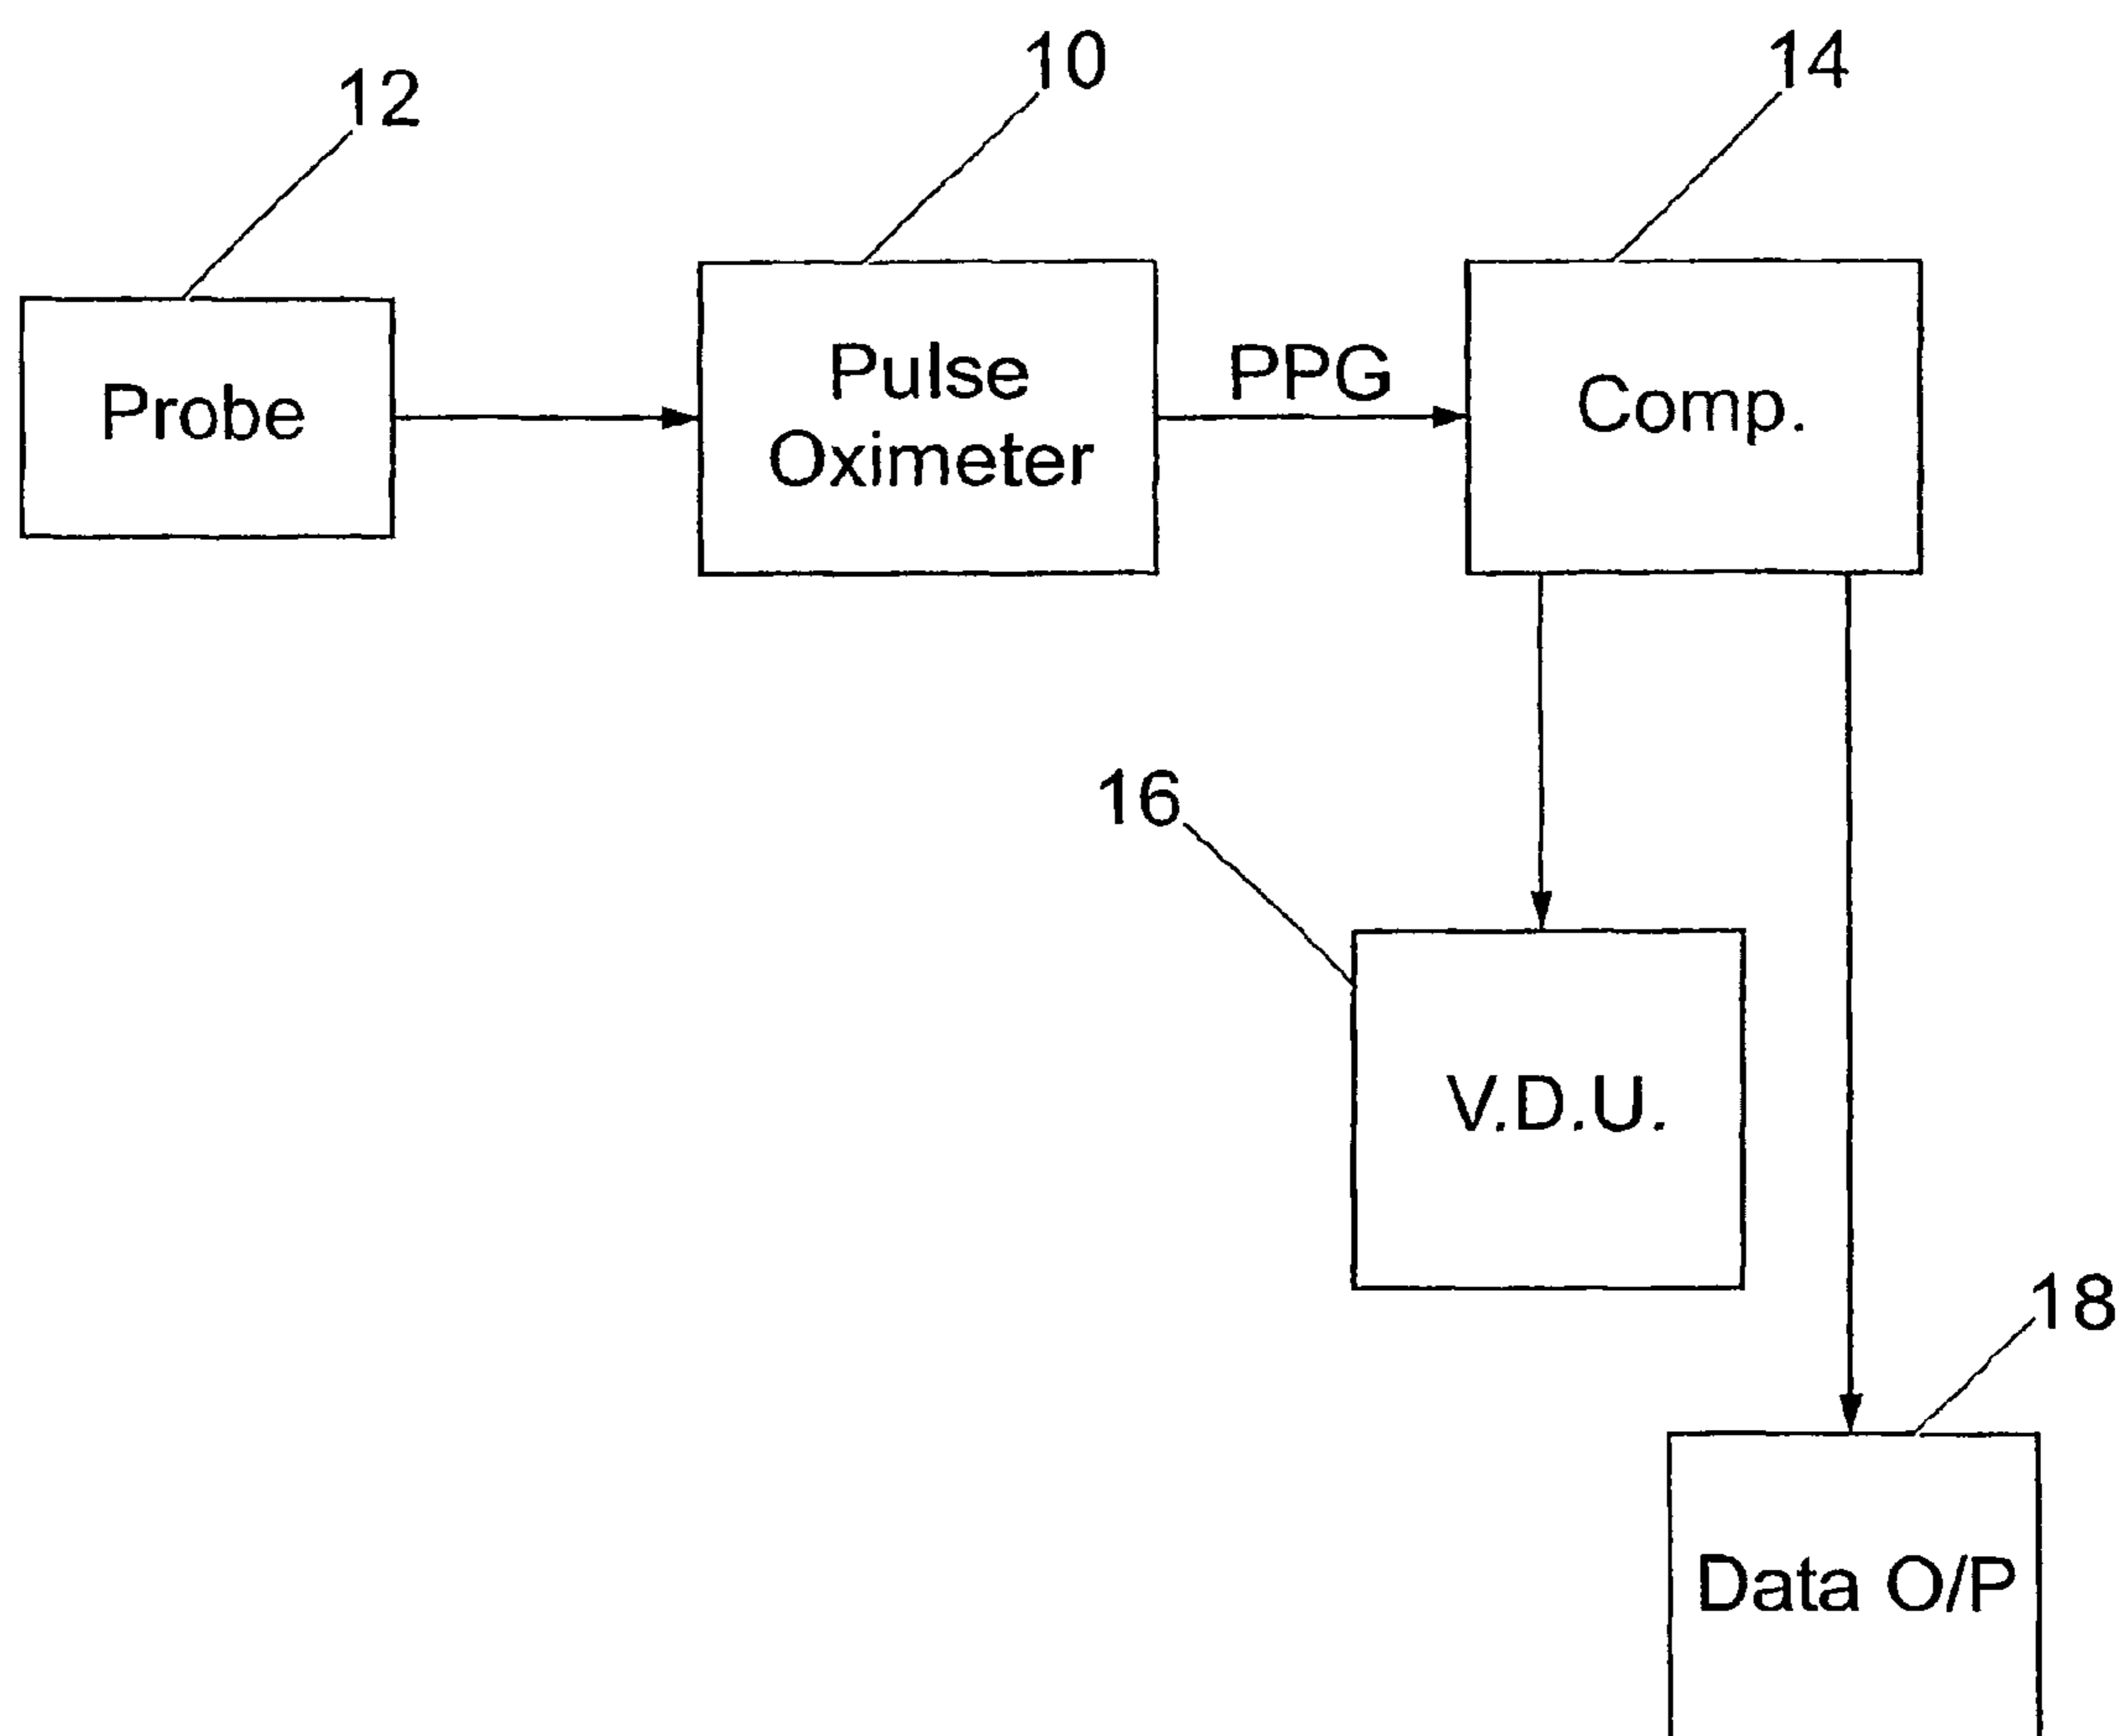 12
10
14
Probe
Pulse
Oximeter
PPG
Comp.
16
V.D.U.
18
Data O/P